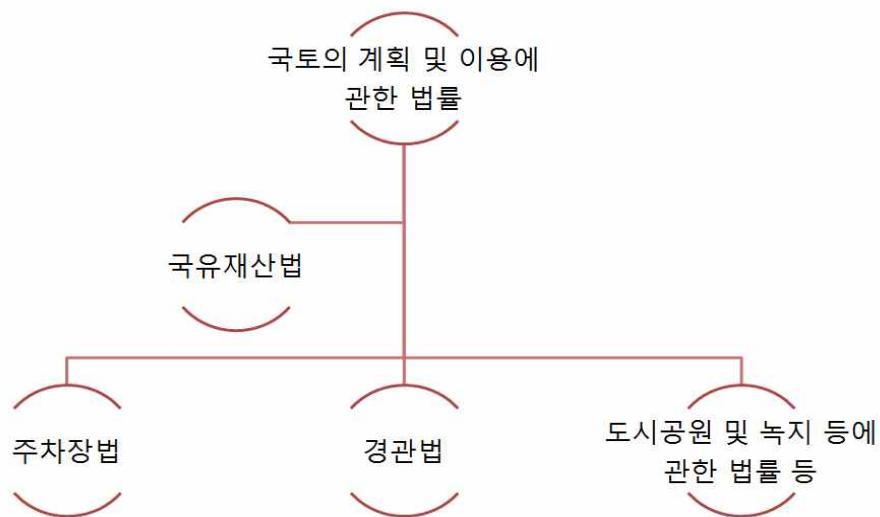 국토의 계획 및 이용에
관한 법률
국유재산법
주차장법
경관법
도시공원 및 녹지 등에
관한 법률 등